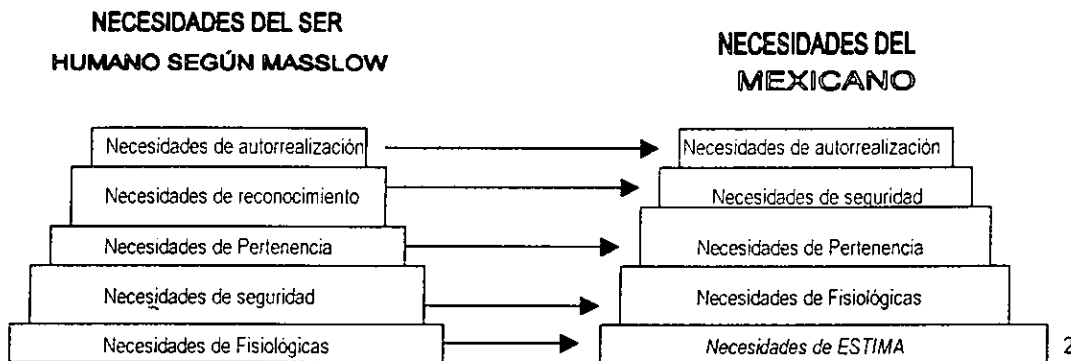 NECESIDADES DEL SER
HUMANO SEGÚN MASSLOW
Necesidades de autorrealización
Necesidades de reconocimiento
Necesidades de Pertenencia
Necesidades de seguridad
Necesidades de Fisiológicas
NECESIDADES DEL
MEXICANO
Necesidades de autorrealización
Necesidades de seguridad
Necesidades de Pertenencia
Necesidades de Fisiológicas
Necesidades de ESTIMA
2